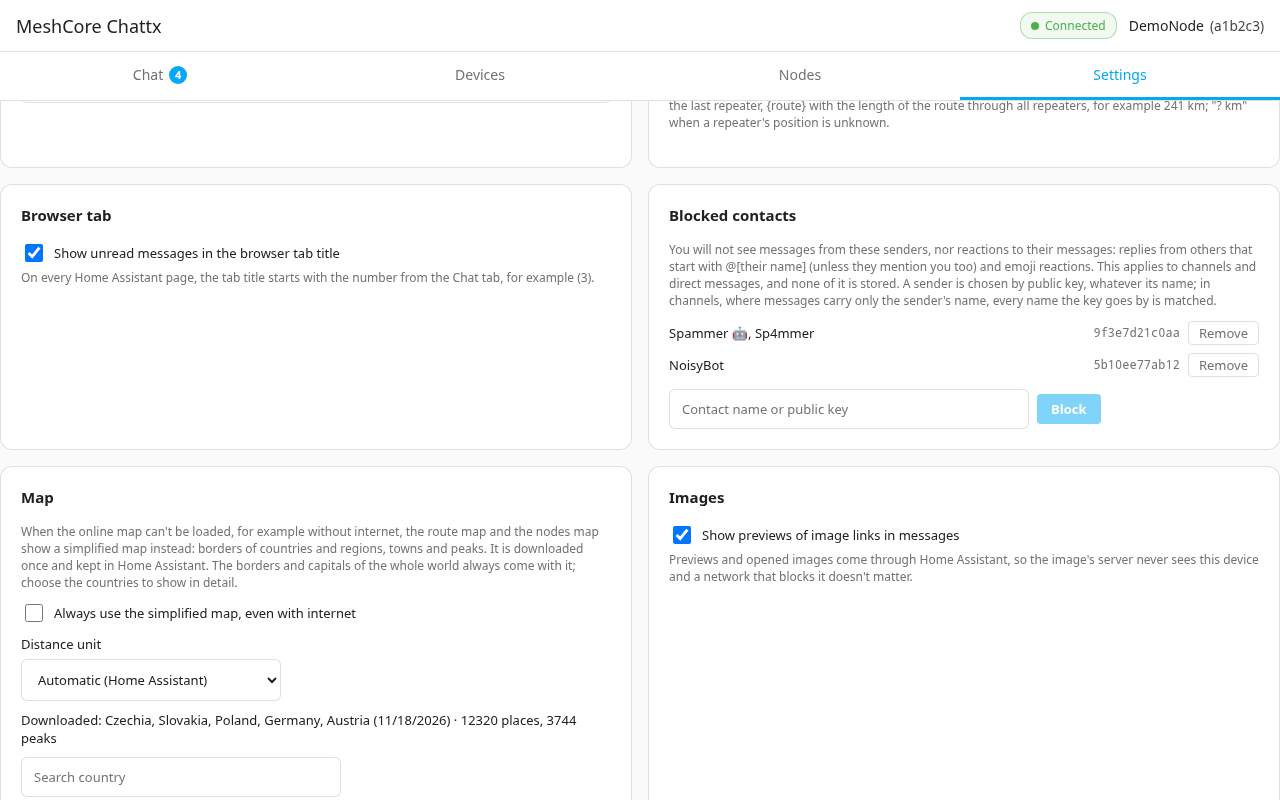 MeshCore Chattx
Connected
DemoNode (a1b2c3)
Chat 4
Devices
Nodes
Settings
the last repeater, {route} with the length of the route through all repeaters, for example 241 km; "? km"
when a repeater's position is unknown.
Browser tab
Show unread messages in the browser tab title
On every Home Assistant page, the tab title starts with the number from the Chat tab, for example (3).
Blocked contacts
You will not see messages from these senders, nor reactions to their messages: replies from others that
start with @[their name] (unless they mention you too) and emoji reactions. This applies to channels and
direct messages, and none of it is stored. A sender is chosen by public key, whatever its name; in
channels, where messages carry only the sender's name, every name the key goes by is matched.
Spammer 🤖, Sp4mmer
9f3e7d21c0aa
Remove
NoisyBot
5b10ee77ab12
Remove
Contact name or public key
Block
Map
When the online map can't be loaded, for example without internet, the route map and the nodes map
show a simplified map instead: borders of countries and regions, towns and peaks. It is downloaded
once and kept in Home Assistant. The borders and capitals of the whole world always come with it;
choose the countries to show in detail.
Always use the simplified map, even with internet
Distance unit
Automatic (Home Assistant)
Downloaded: Czechia, Slovakia, Poland, Germany, Austria (11/18/2026) · 12320 places, 3744
peaks
Search country
Images
Show previews of image links in messages
Previews and opened images come through Home Assistant, so the image's server never sees this device
and a network that blocks it doesn't matter.